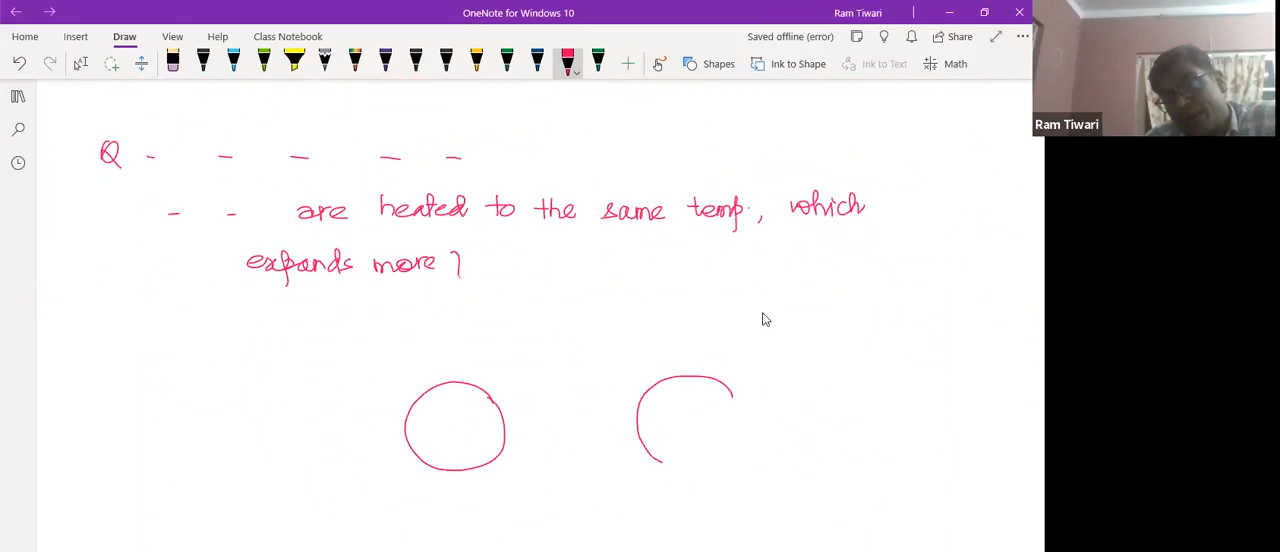 OneNote for Windows 10
Ram Tiwari
Home Insert Draw View Help Class Notebook
Saved offline (error) Share
Shapes Ink to Shape Ink to Text Math
Ram Tiwari
Q - - - - -
- - are heated to the same temp., which
expands more?